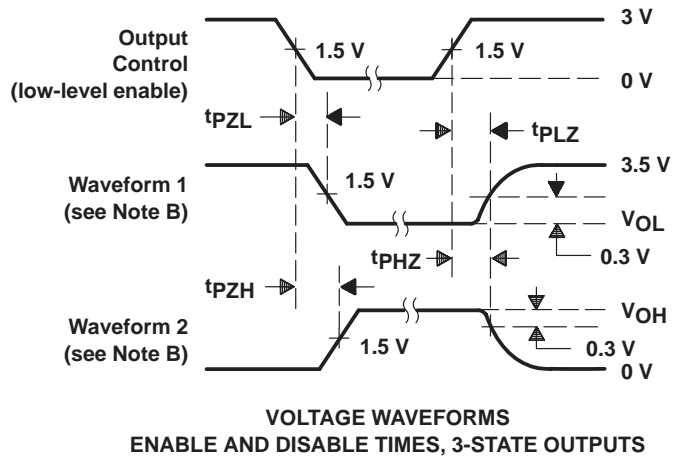 3 V
Output
Control
(low-level enable)
1.5 V
1.5 V
0 V
tPZL
tPLZ
3.5 V
Waveform 1
(see Note B)
1.5 V
VOL
0.3 V
tPHZ
tPZH
VOH
Waveform 2
(see Note B)
1.5 V
0.3 V
0 V
VOLTAGE WAVEFORMS
ENABLE AND DISABLE TIMES, 3-STATE OUTPUTS